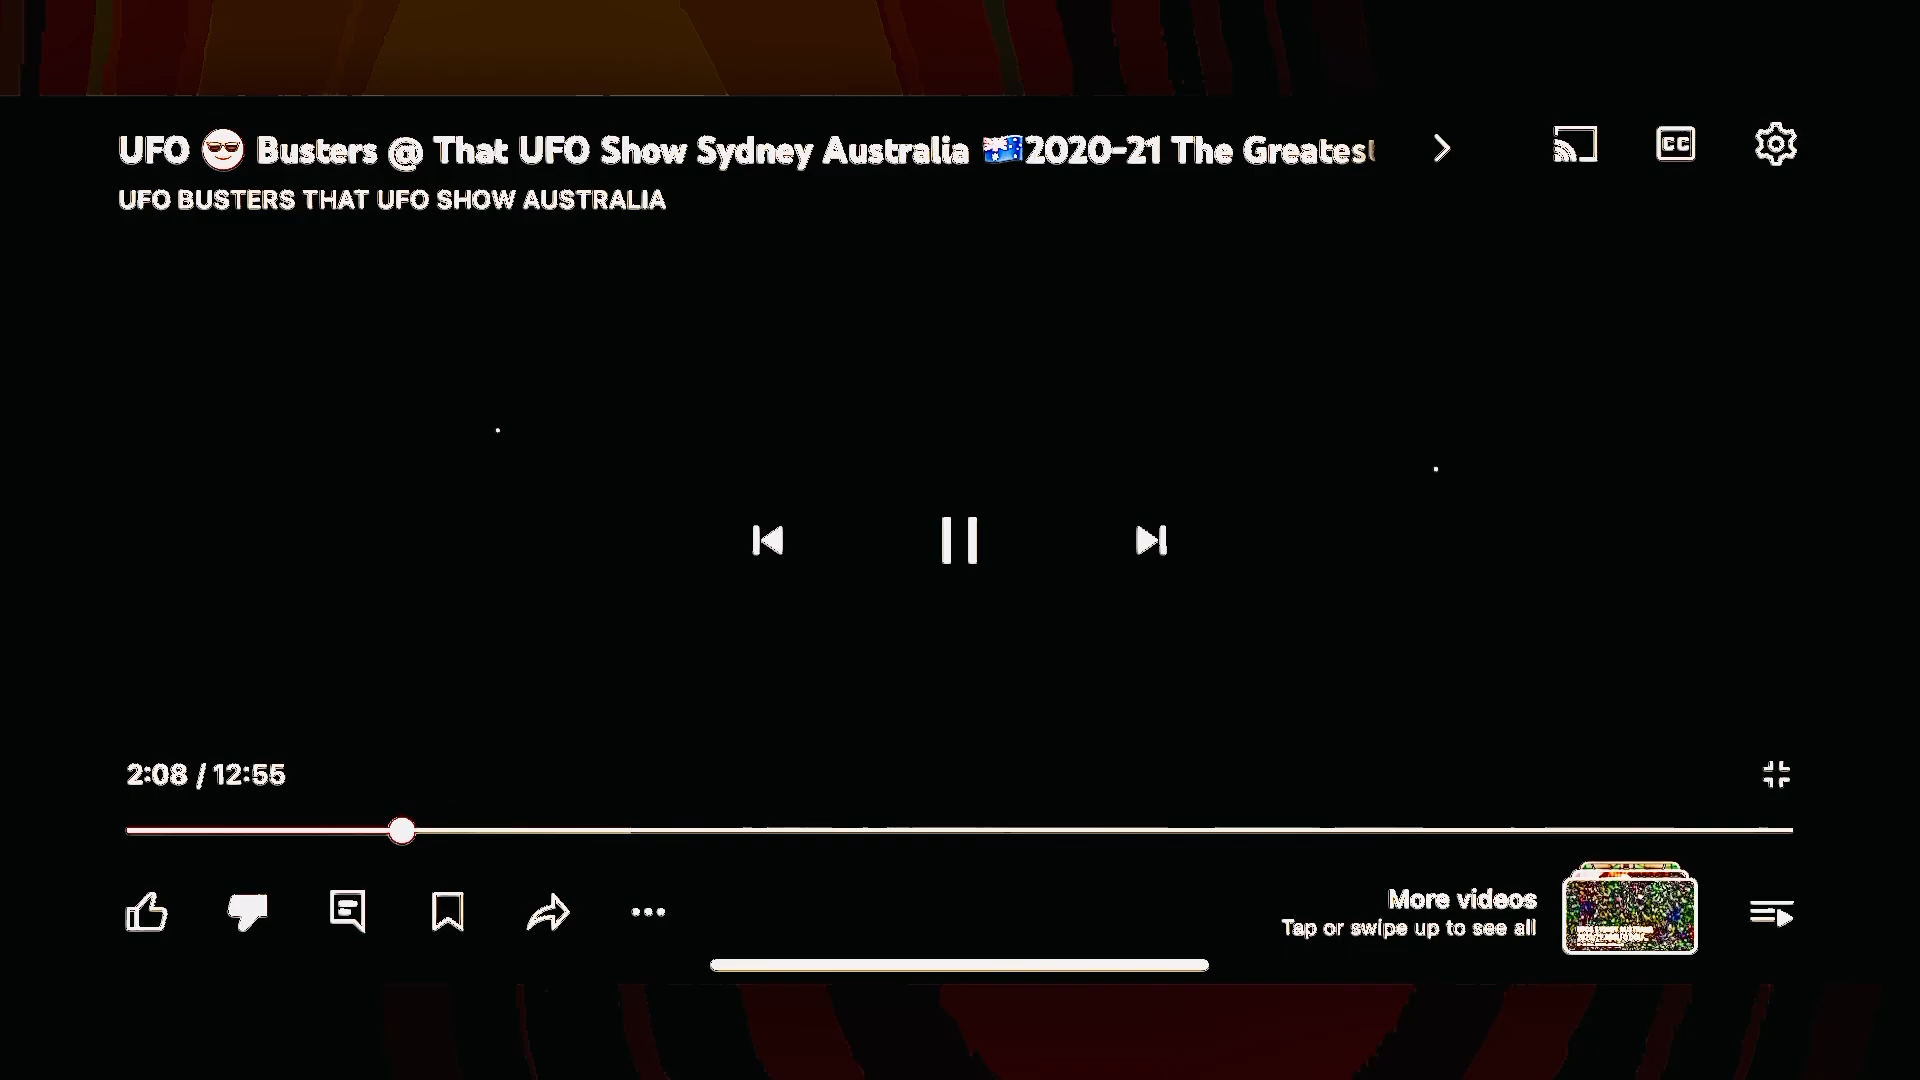 UFO 😎 Busters @ That UFO Show Sydney Australia 🇦🇺2020-21 The Greatest
UFO BUSTERS THAT UFO SHOW AUSTRALIA
CC
2:08 / 12:55
More videos
Tap or swipe up to see all